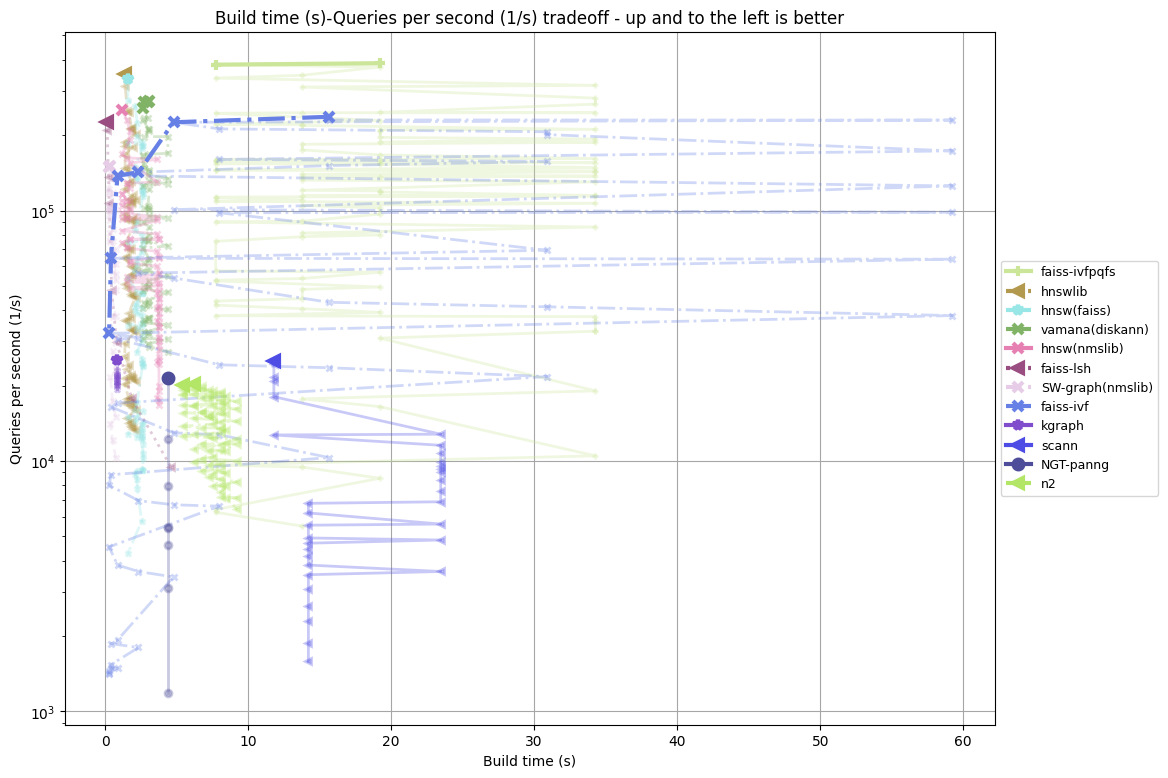 Build time (s)-Queries per second (1/s) tradeoff - up and to the left is better
Queries per second (1/s)
10^5
10^4
10^3
0 10 20 30 40 50 60
Build time (s)
faiss-ivfpqfs
hnswlib
hnsw(faiss)
vamana(diskann)
hnsw(nmslib)
faiss-lsh
SW-graph(nmslib)
faiss-ivf
kgraph
scann
NGT-panng
n2